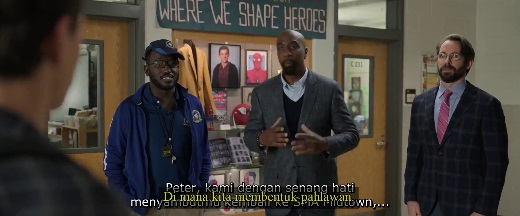 WHERE WE SHAPE HEROES
Peter, kami dengan senang hati
Di mana kita membentuk pahlawan
menyambutmu kembali ke SMA Midtown,...